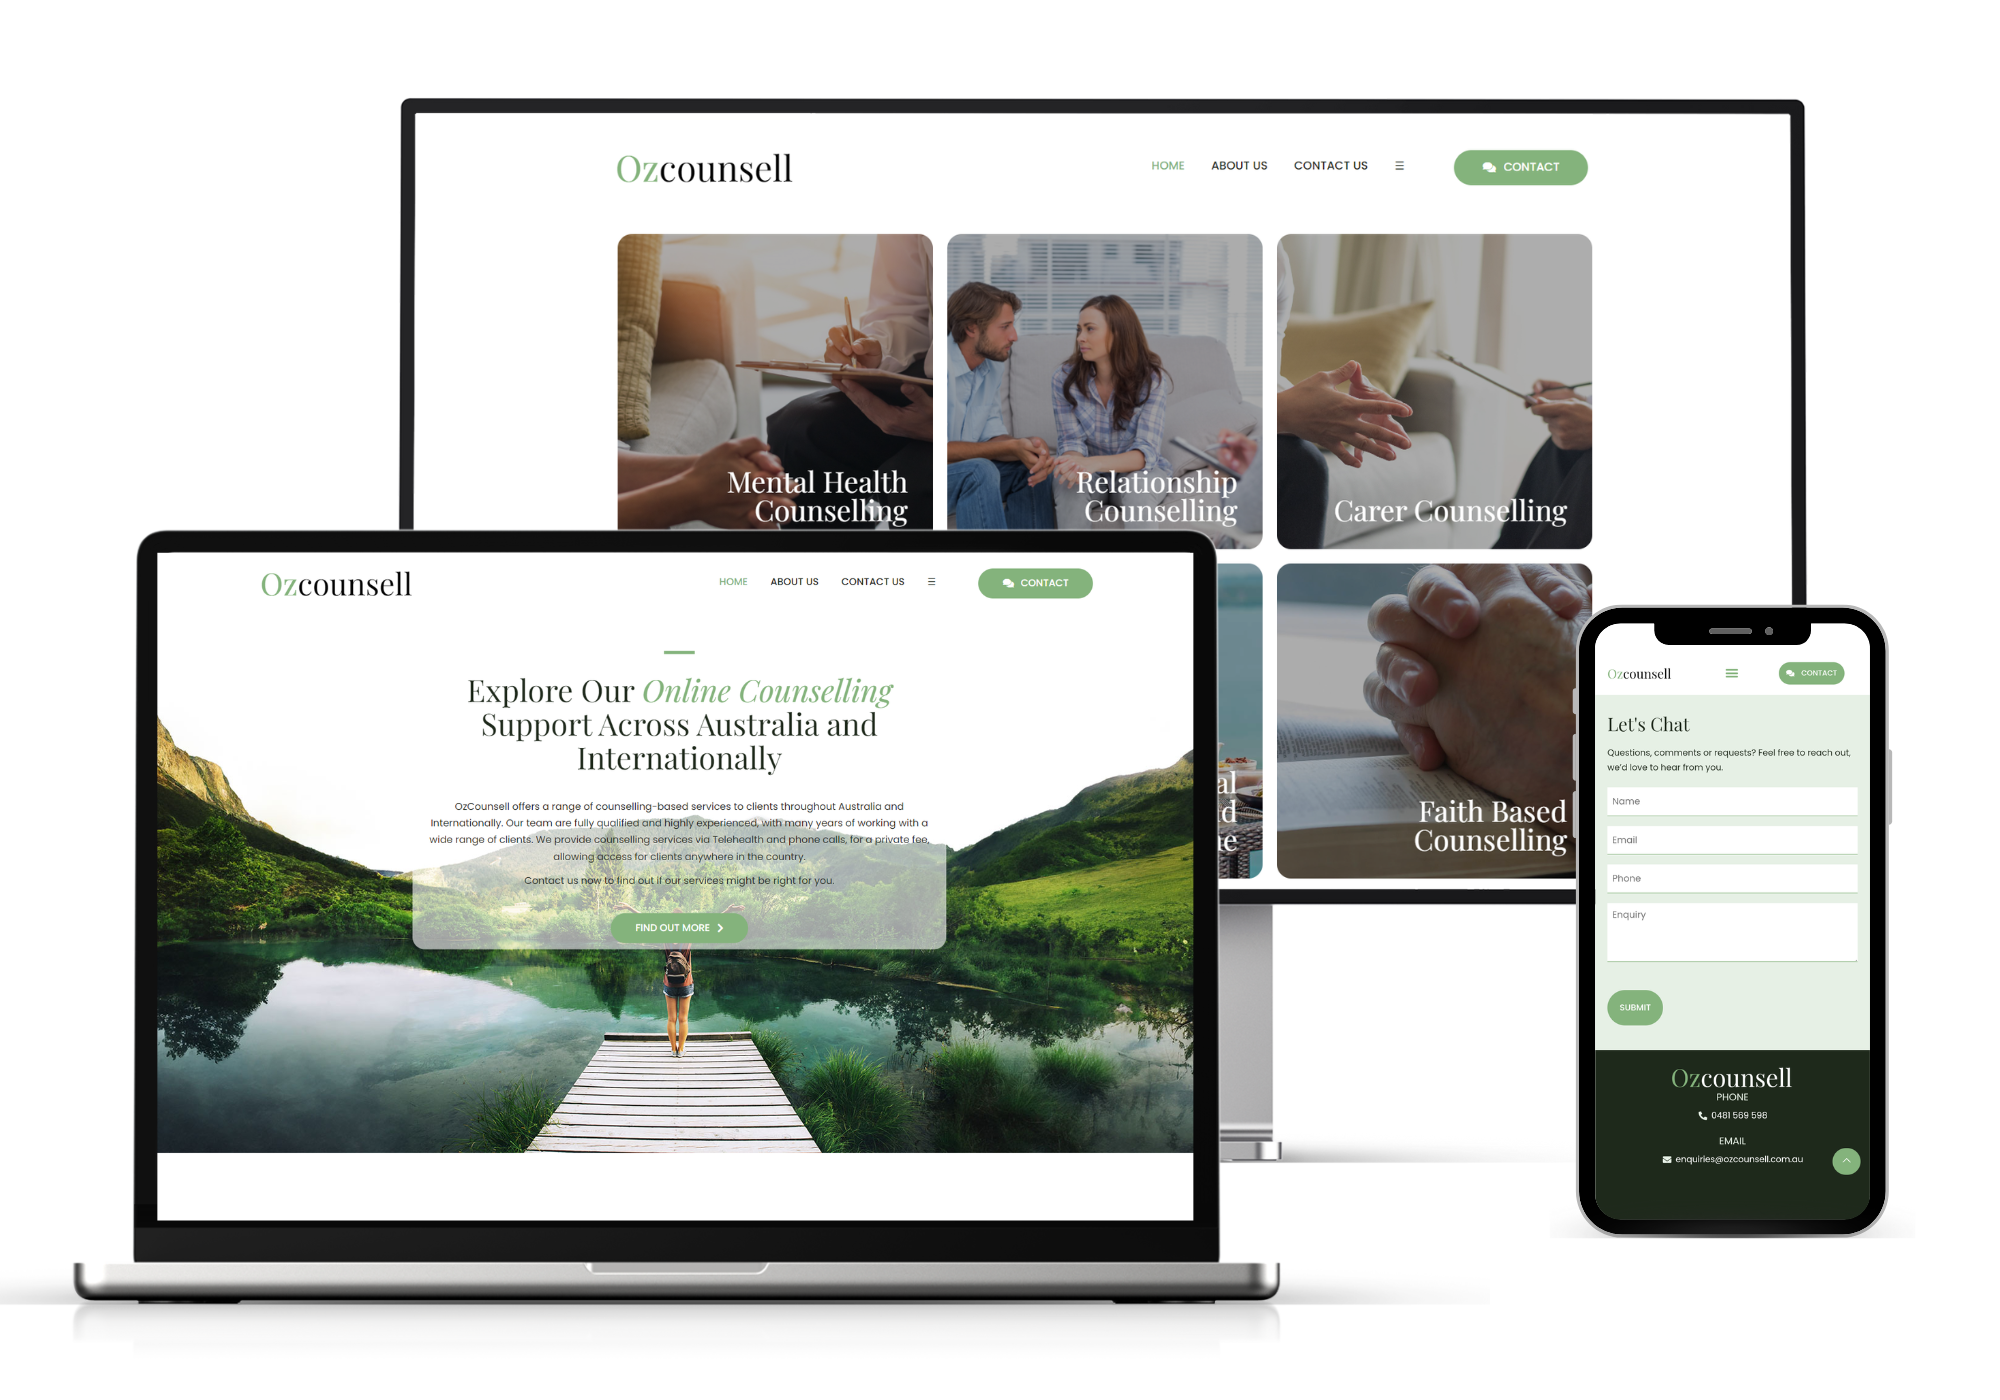 Ozcounsell
HOME ABOUT US CONTACT US CONTACT
Mental Health
Counselling
Relationship
Counselling
Carer Counselling
Faith Based
Counselling
Ozcounsell
HOME ABOUT US CONTACT US CONTACT
Explore Our Online Counselling
Support Across Australia and
Internationally
OzCounsell offers a range of counselling-based services to clients throughout Australia and
Internationally. Our team are fully qualified and highly experienced, with many years of working with a
wide range of clients. We provide counselling services via Telehealth and phone calls, for a private fee,
allowing access for clients anywhere in the country.
Contact us now to find out if our services might be right for you.
FIND OUT MORE
Ozcounsell CONTACT
Let's Chat
Questions, comments or requests? Feel free to reach out,
we'd love to hear from you.
Name
Email
Phone
Enquiry
SUBMIT
Ozcounsell
PHONE
0481 569 598
EMAIL
enquiries@ozcounsell.com.au